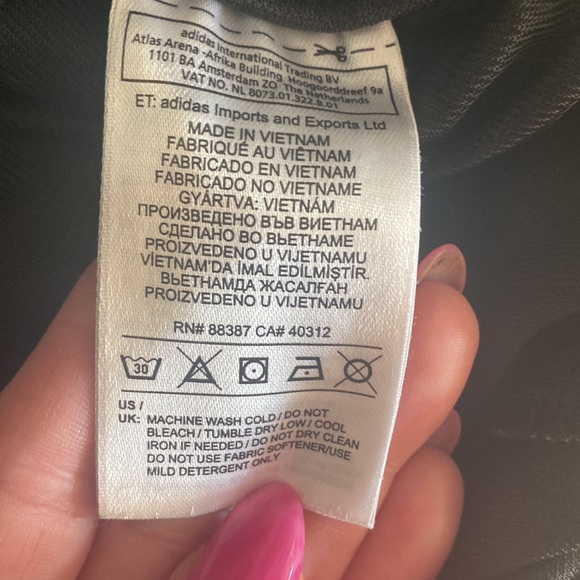 adidas International Trading BV
Atlas Arena -Afrika Building Hoogoorddreef 9a
1101 BA Amsterdam ZO The Netherlands
VAT NO. NL 8073.01.322.B.01
ET: adidas Imports and Exports Ltd
MADE IN VIETNAM
FABRIQUÉ AU VIÊTNAM
FABRICADO EN VIETNAM
FABRICADO NO VIETNAME
GYÁRTVA: VIETNÁM
ПРОИЗВЕДЕНО ВЪВ ВИЕТНАМ
СДЕЛАНО ВО ВЬЕТНАМЕ
PROIZVEDENO U VIJETNAMU
VİETNAM'DA İMAL EDİLMİŞTİR.
ВЬЕТНАМДА ЖАСАЛҒАН
PROIZVEDENO U VIJETNAMU
RN# 88387 CA# 40312
30
US /
UK: MACHINE WASH COLD / DO NOT
BLEACH / TUMBLE DRY LOW / COOL
IRON IF NEEDED / DO NOT DRY CLEAN
DO NOT USE FABRIC SOFTENER/USE
MILD DETERGENT ONLY